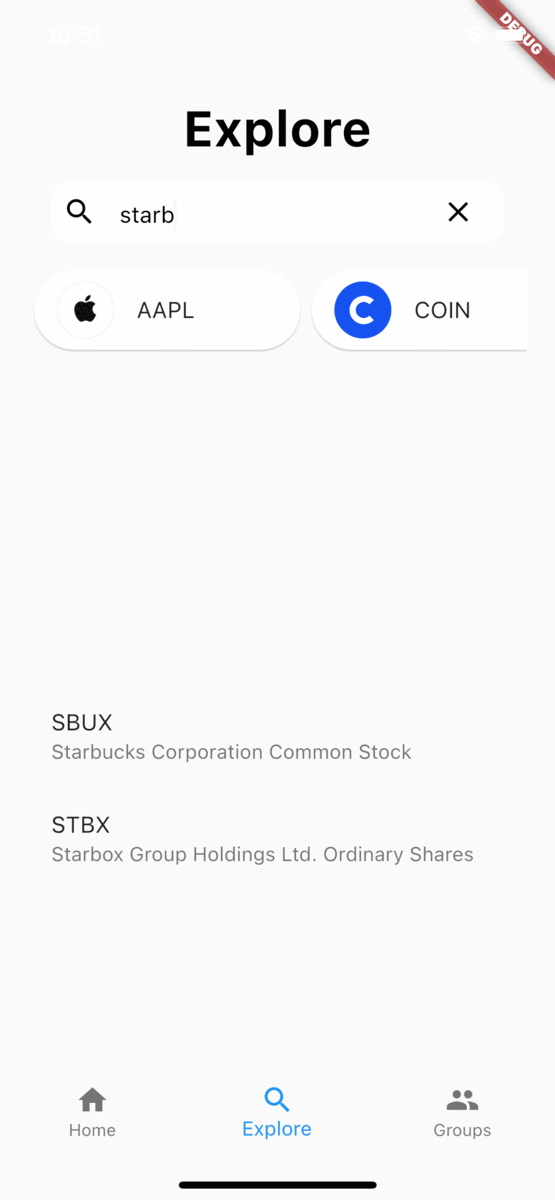 10:51
DEBUG
Explore
starb
AAPL
COIN
SBUX
Starbucks Corporation Common Stock
STBX
Starbox Group Holdings Ltd. Ordinary Shares
Home
Explore
Groups